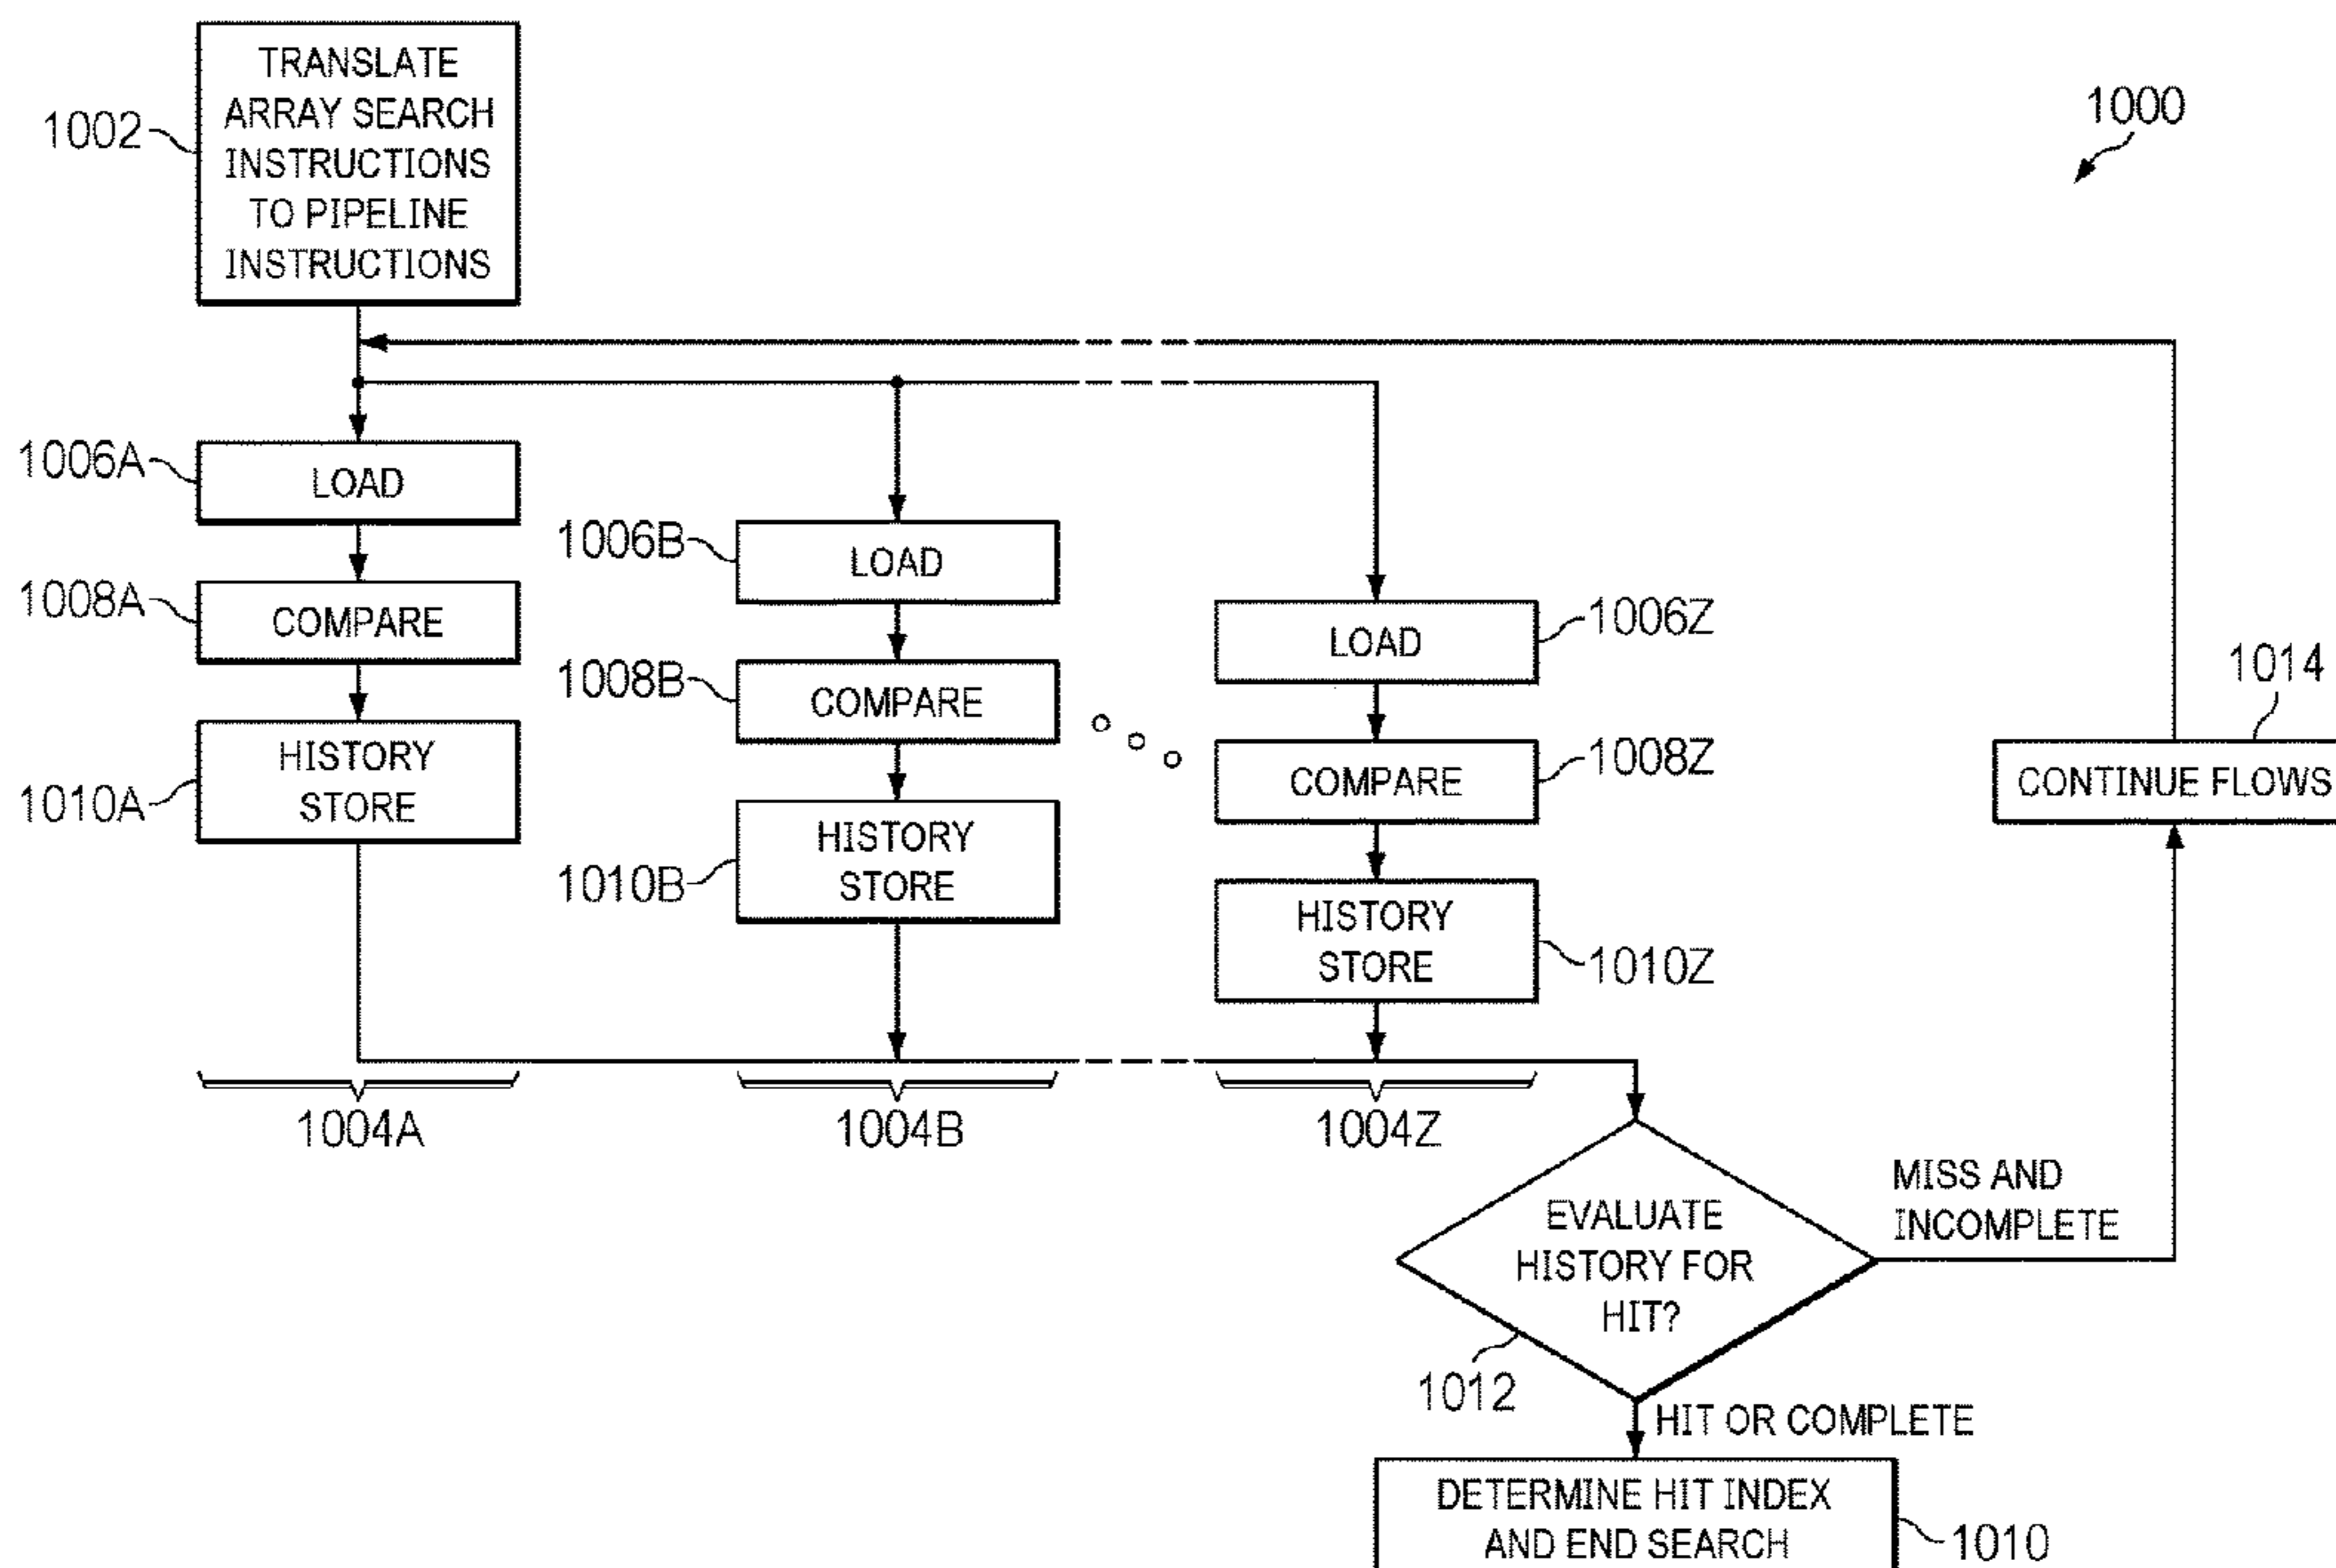 TRANSLATE
ARRAY SEARCH
INSTRUCTIONS
TO PIPELINE
INSTRUCTIONS
1002
1000
1006A
LOAD
1008A
COMPARE
1010A
HISTORY
STORE
1006B
LOAD
1008B
COMPARE
1010B
HISTORY
STORE
LOAD
1006Z
COMPARE
1008Z
HISTORY
STORE
1010Z
1014
CONTINUE FLOWS
1004A
1004B
1004Z
EVALUATE
HISTORY FOR
HIT?
1012
MISS AND
INCOMPLETE
HIT OR COMPLETE
DETERMINE HIT INDEX
AND END SEARCH
1010